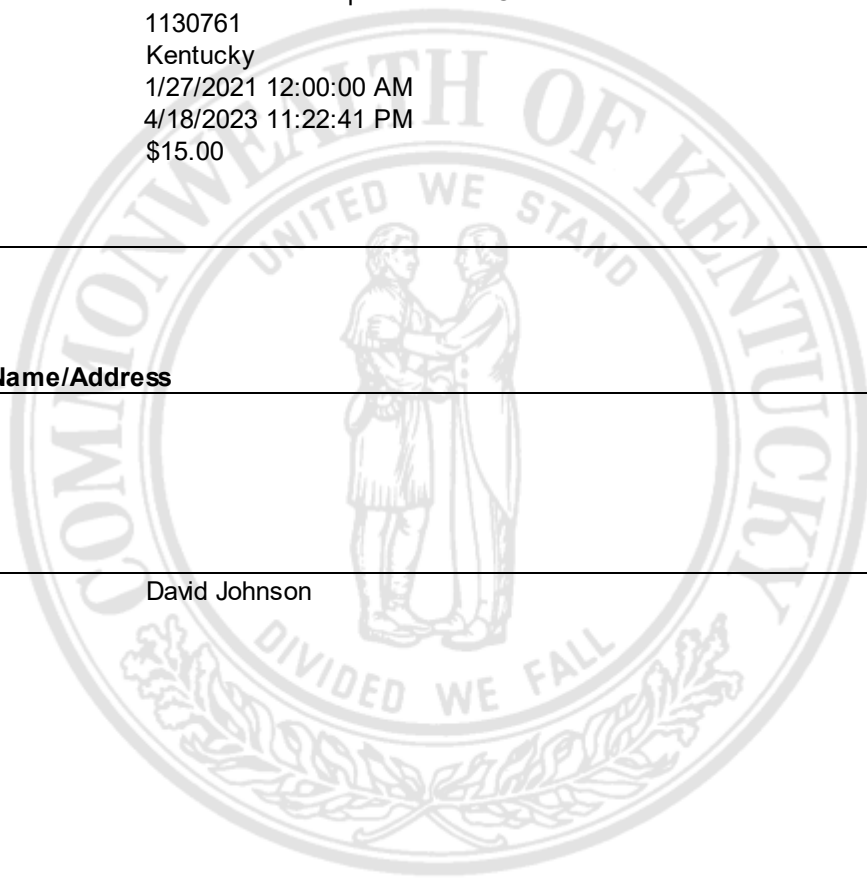 1130761
Kentucky
1/27/2021 12:00:00 AM
4/18/2023 11:22:41 PM
$15.00
COMMONWEALTH OF KENTUCKY
UNITED WE STAND
Name/Address
David Johnson
DIVIDED WE FALL